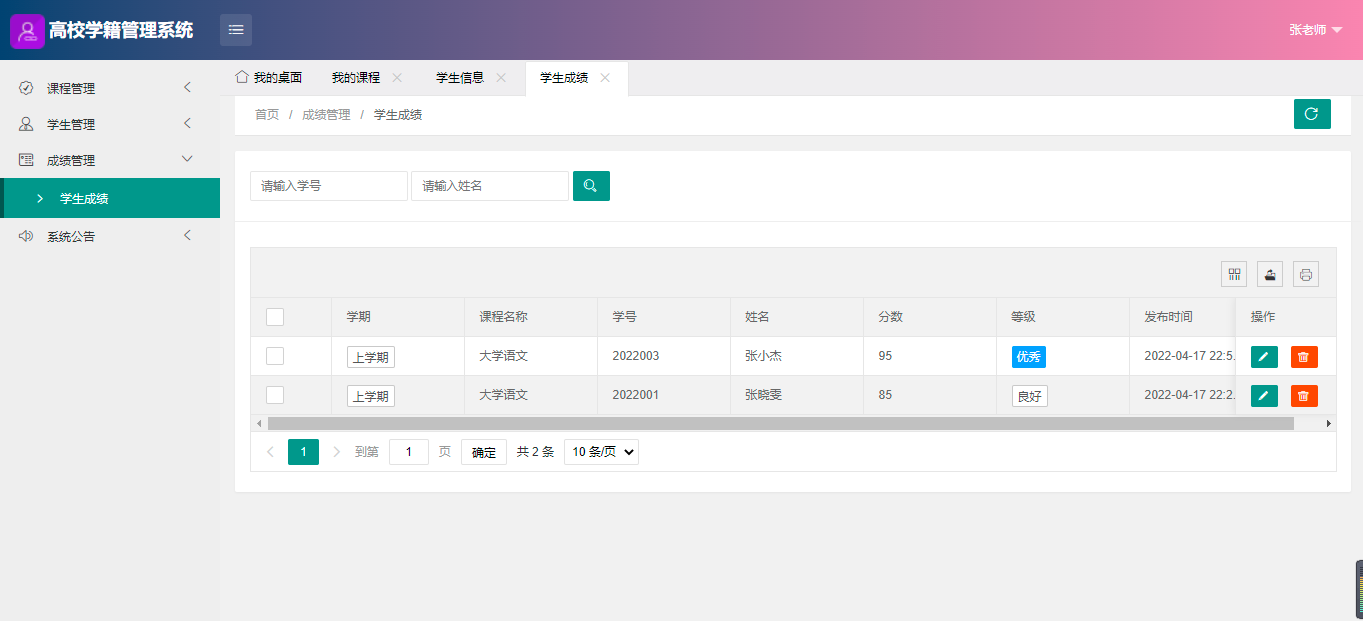 高校学籍管理系统
张老师
课程管理
学生管理
成绩管理
学生成绩
系统公告
我的桌面 我的课程 学生信息 学生成绩
首页 / 成绩管理 / 学生成绩
请输入学号 请输入姓名
学期 课程名称 学号 姓名 分数 等级 发布时间 操作
上学期 大学语文 2022003 张小杰 95 优秀 2022-04-17 22:5.
上学期 大学语文 2022001 张晓雯 85 良好 2022-04-17 22:2.
1 到第 1 页 确定 共 2 条 10 条/页